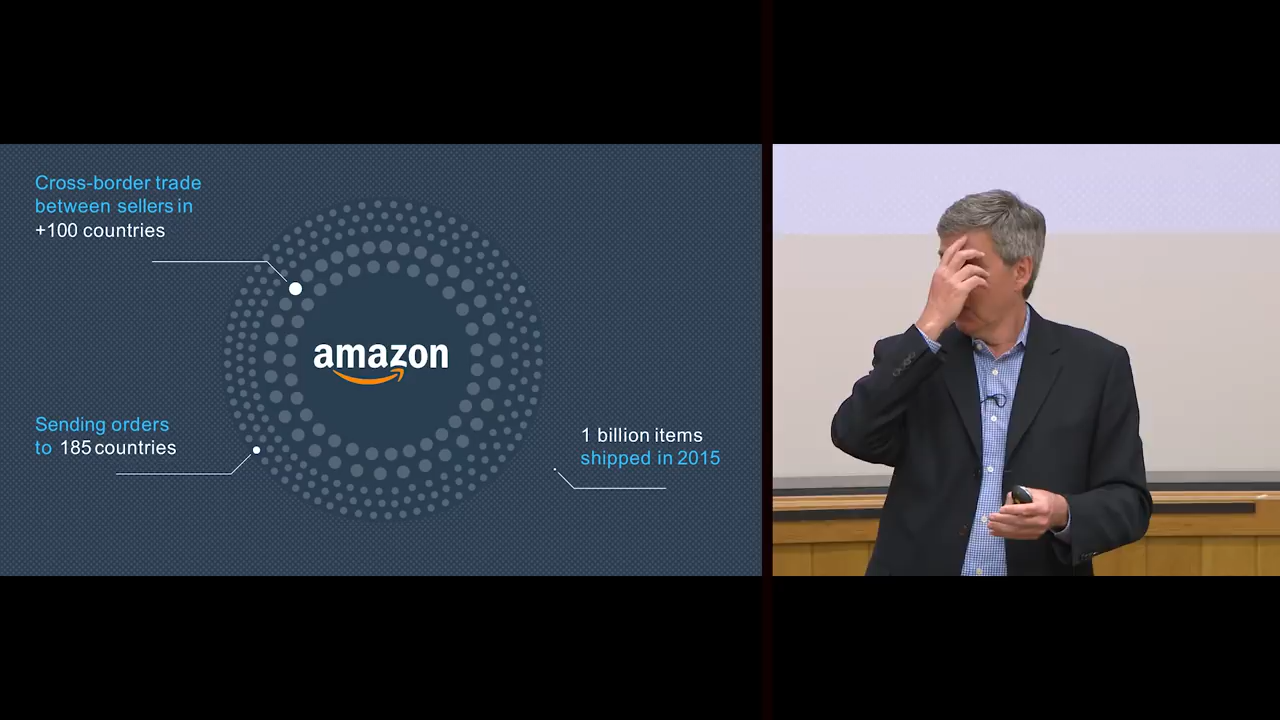 Cross-border trade
between sellers in
+100 countries
amazon
Sending orders
to 185 countries
1 billion items
shipped in 2015